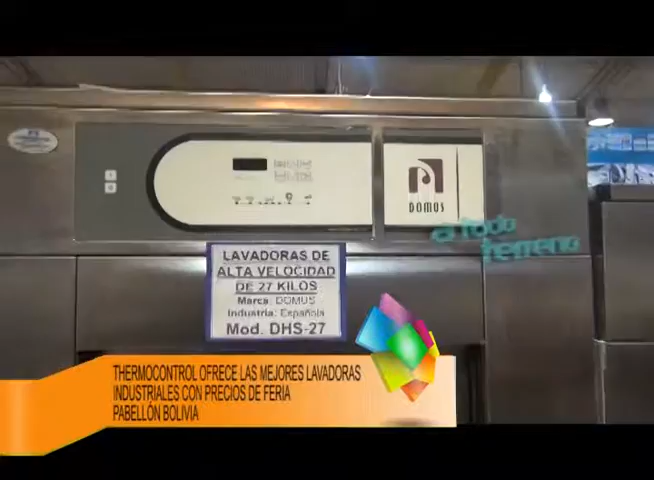 DOMUS
a todo
terreno
LAVADORAS DE
ALTA VELOCIDAD
DE 27 KILOS
Marca: DOMUS
Industria: Española
Mod. DHS-27
THERMOCONTROL OFRECE LAS MEJORES LAVADORAS
INDUSTRIALES CON PRECIOS DE FERIA
PABELLÓN BOLIVIA